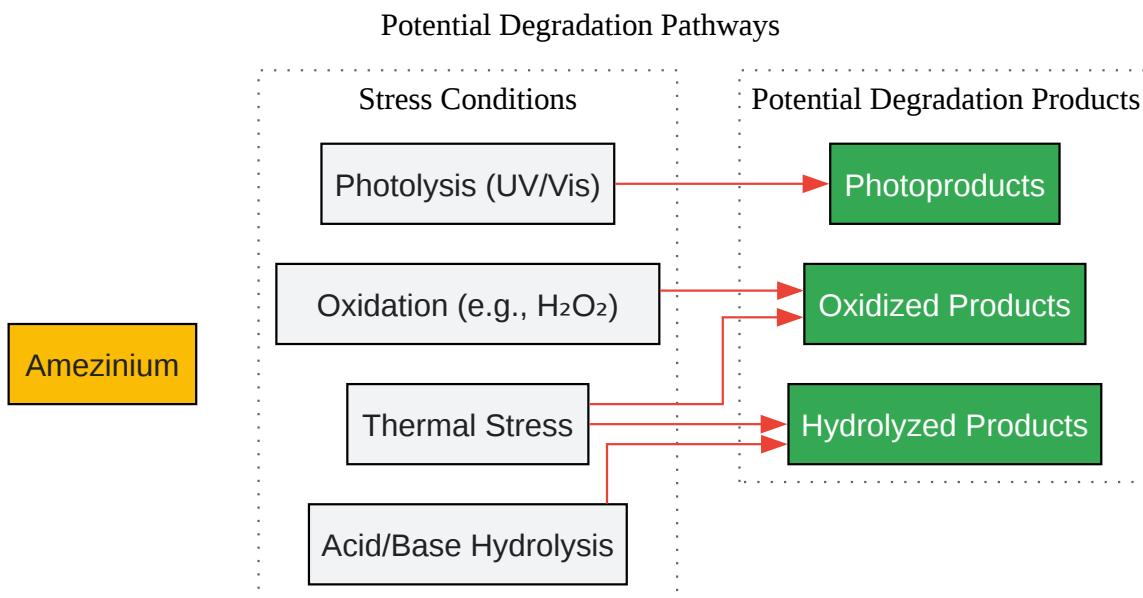 Potential Degradation Pathways
Stress Conditions
Potential Degradation Products
Photolysis (UV/Vis)
Photoproducts
Oxidation (e.g., H₂O₂)
Oxidized Products
Amezinium
Thermal Stress
Hydrolyzed Products
Acid/Base Hydrolysis